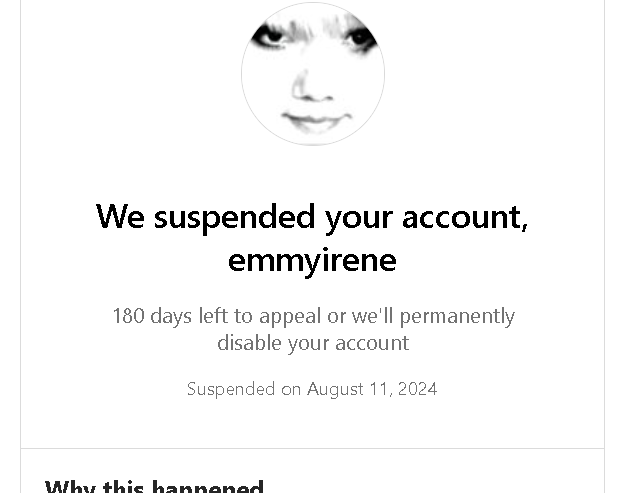 We suspended your account,
emmyirene
180 days left to appeal or we'll permanently
disable your account
Suspended on August 11, 2024
Why this happened